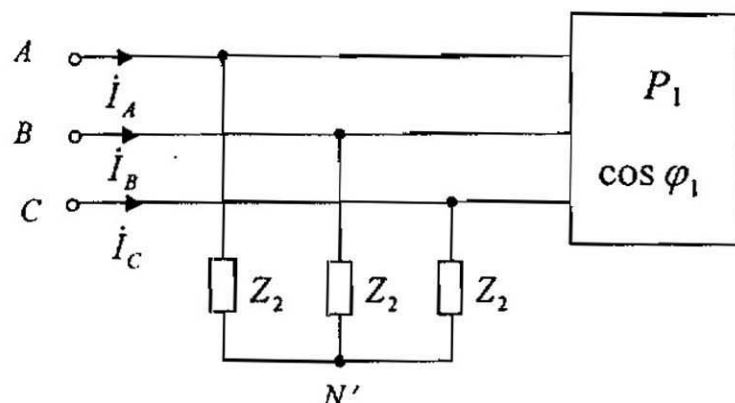 A
İ_A
B
İ_B
C
İ_C
P₁
cos φ₁
Z₂ Z₂ Z₂
N′